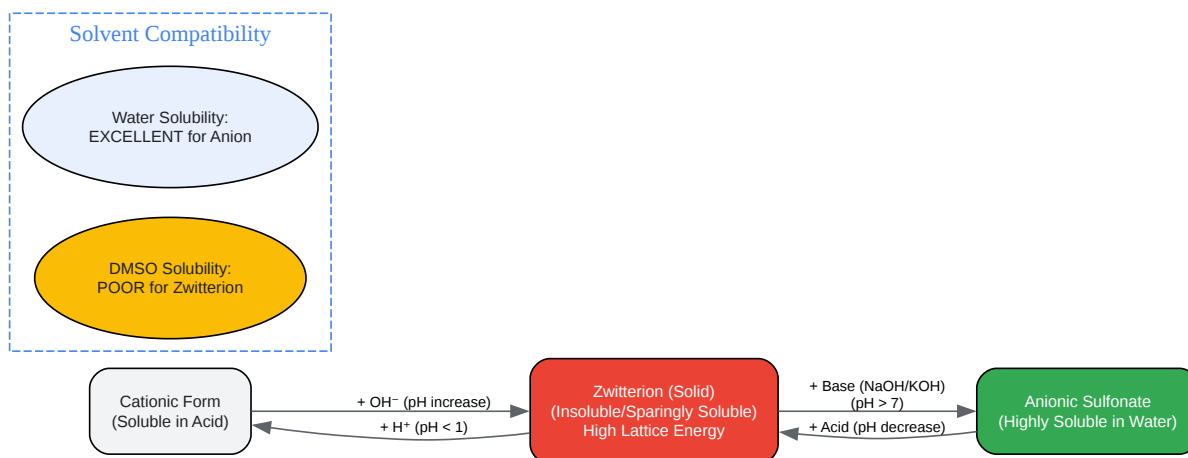 Solvent Compatibility
Water Solubility:
EXCELLENT for Anion
DMSO Solubility:
POOR for Zwitterion
Cationic Form
(Soluble in Acid)
+ OH⁻ (pH increase)
+ H⁺ (pH < 1)
Zwitterion (Solid)
(Insoluble/Sparingly Soluble)
High Lattice Energy
+ Base (NaOH/KOH)
(pH > 7)
+ Acid (pH decrease)
Anionic Sulfonate
(Highly Soluble in Water)